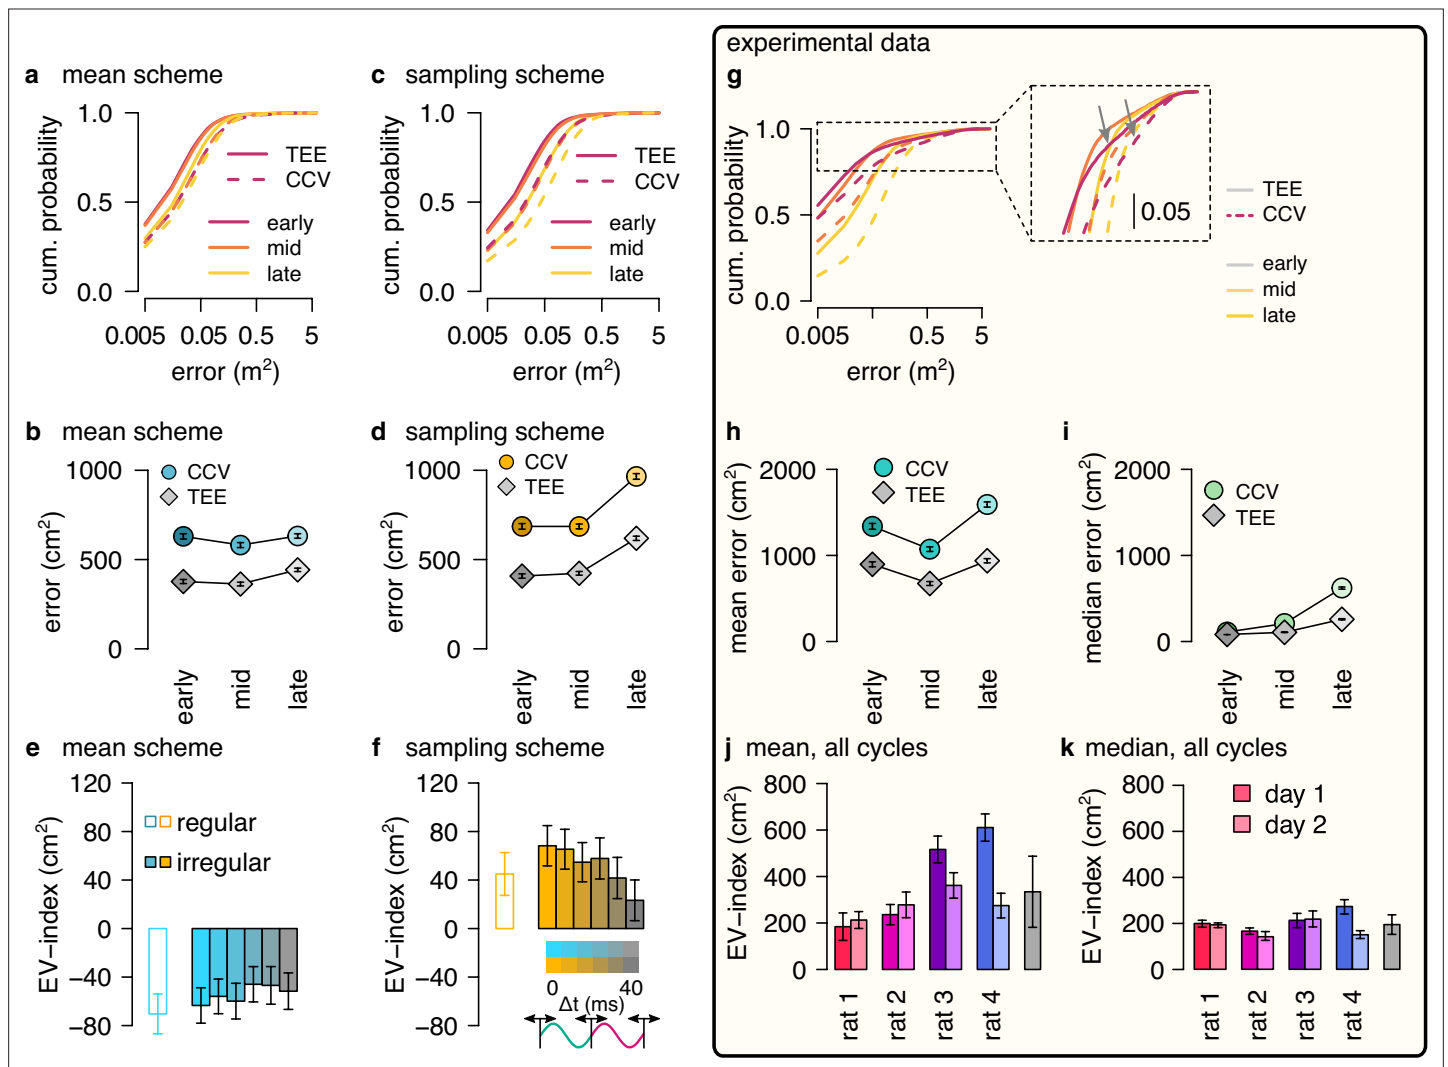 experimental data
a mean scheme
cum. probability
1.0
0.5
0.0
TEE
CCV
early
mid
late
0.005 0.05 0.5 5
error (m²)
c sampling scheme
cum. probability
1.0
0.5
0.0
TEE
CCV
early
mid
late
0.005 0.05 0.5 5
error (m²)
g
cum. probability
1.0
0.5
0.0
0.05
TEE
CCV
early
mid
late
0.005 0.5 5
error (m²)
b mean scheme
error (cm²)
1000
500
0
CCV
TEE
early mid late
d sampling scheme
error (cm²)
1000
500
0
CCV
TEE
early mid late
h
mean error (cm²)
2000
1000
0
CCV
TEE
early mid late
i
median error (cm²)
2000
1000
0
CCV
TEE
early mid late
e mean scheme
EV−index (cm²)
120
80
40
0
−40
−80
regular
irregular
f sampling scheme
EV−index (cm²)
120
80
40
0
−40
−80
0 40
Δt (ms)
j mean, all cycles
EV−index (cm²)
800
600
400
200
0
rat 1 rat 2 rat 3 rat 4
k median, all cycles
EV−index (cm²)
800
600
400
200
0
day 1
day 2
rat 1 rat 2 rat 3 rat 4